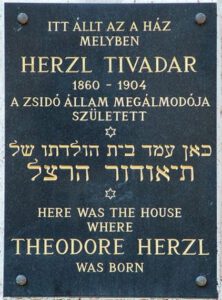 ITT ÁLLT AZ A HÁZ
MELYBEN
HERZL TIVADAR
1860 - 1904
A ZSIDÓ ÁLLAM MEGÁLMODÓJA
SZÜLETETT
כאן עמד בית הולדתו של
תיאודור הרצל
HERE WAS THE HOUSE
WHERE
THEODORE HERZL
WAS BORN